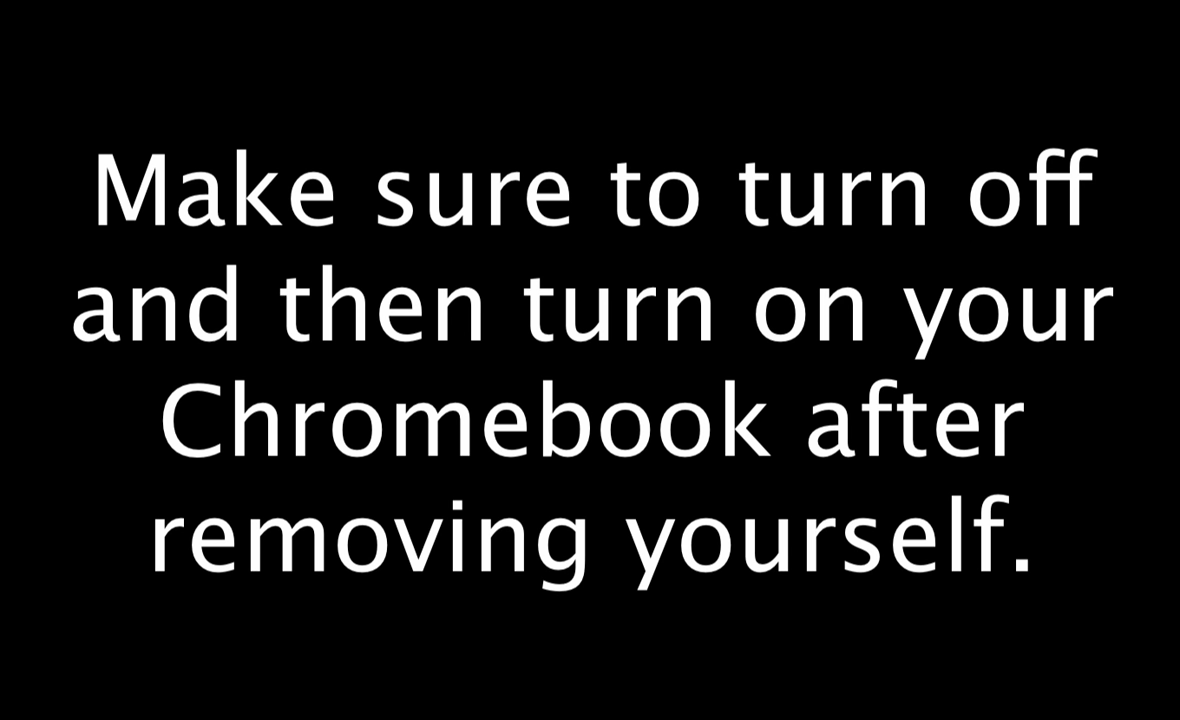 Make sure to turn off
and then turn on your
Chromebook after
removing yourself.